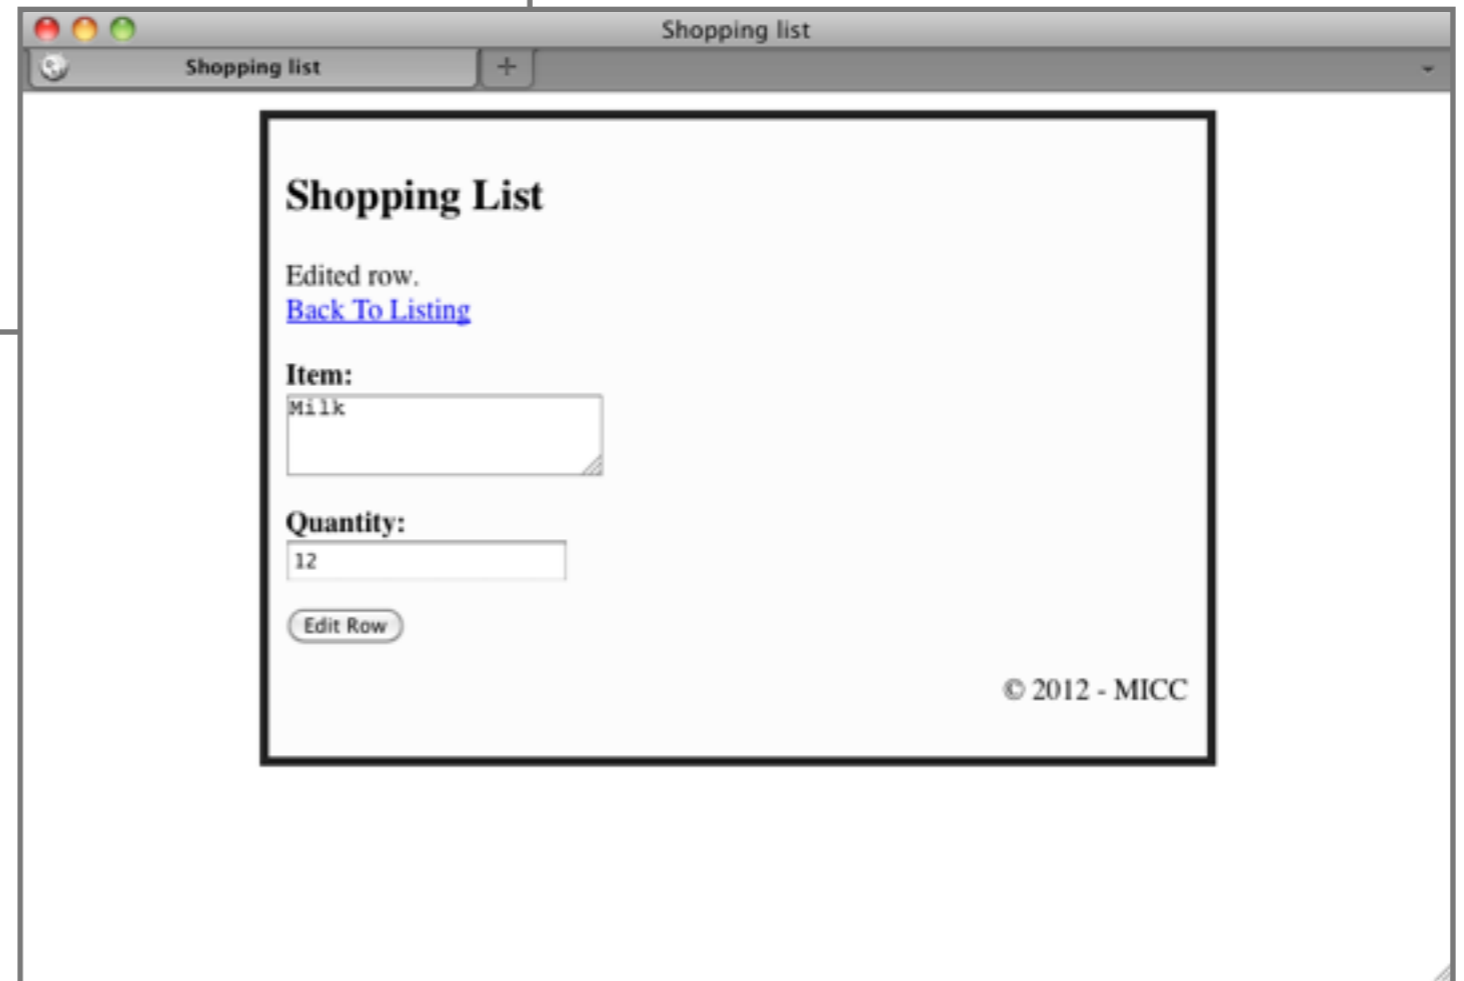 Shopping list
Shopping list
Shopping List
Edited row.
Back To Listing
Item:
Milk
Quantity:
12
Edit Row
© 2012 - MICC